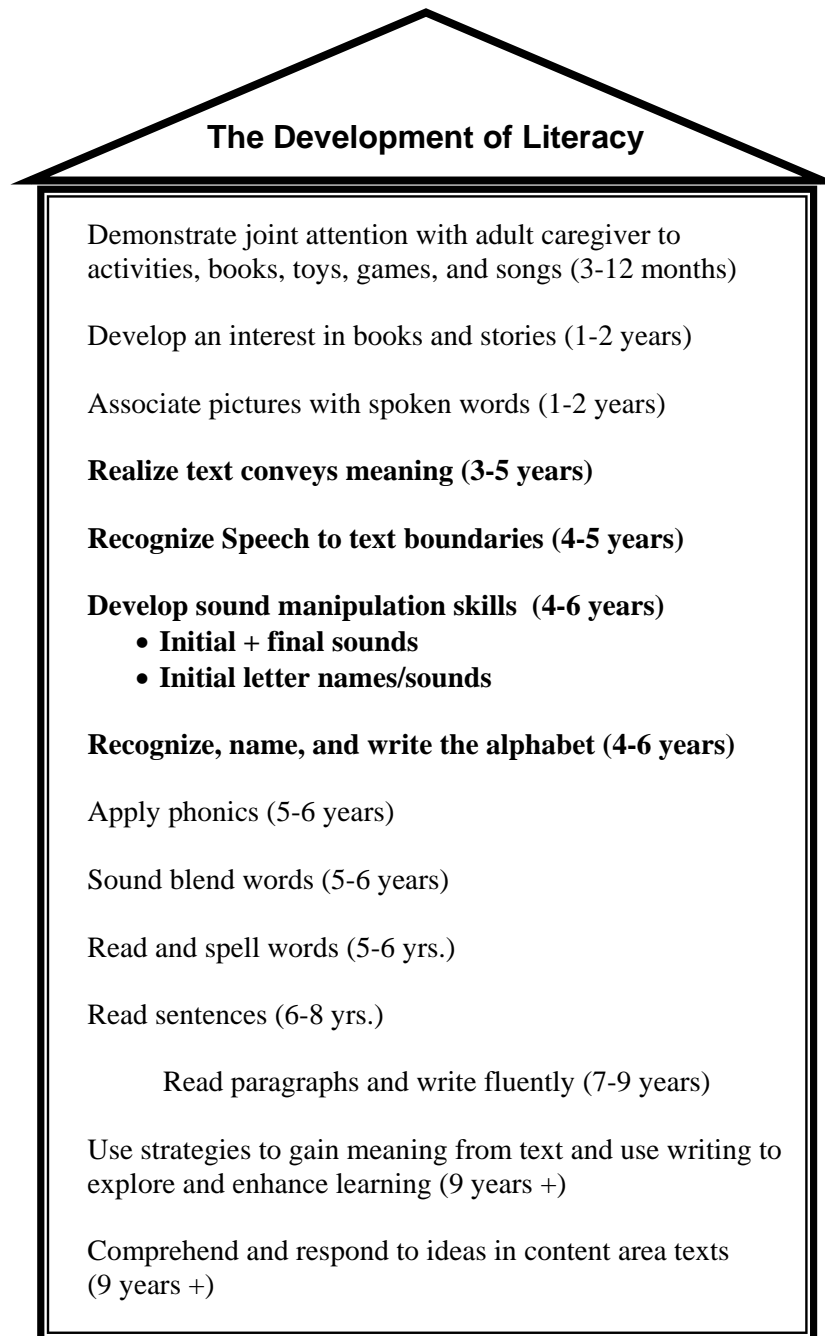 The Development of Literacy
Demonstrate joint attention with adult caregiver to
activities, books, toys, games, and songs (3-12 months)
Develop an interest in books and stories (1-2 years)
Associate pictures with spoken words (1-2 years)
Realize text conveys meaning (3-5 years)
Recognize Speech to text boundaries (4-5 years)
Develop sound manipulation skills  (4-6 years)
• Initial + final sounds
• Initial letter names/sounds
Recognize, name, and write the alphabet (4-6 years)
Apply phonics (5-6 years)
Sound blend words (5-6 years)
Read and spell words (5-6 yrs.)
Read sentences (6-8 yrs.)
Read paragraphs and write fluently (7-9 years)
Use strategies to gain meaning from text and use writing to
explore and enhance learning (9 years +)
Comprehend and respond to ideas in content area texts
(9 years +)